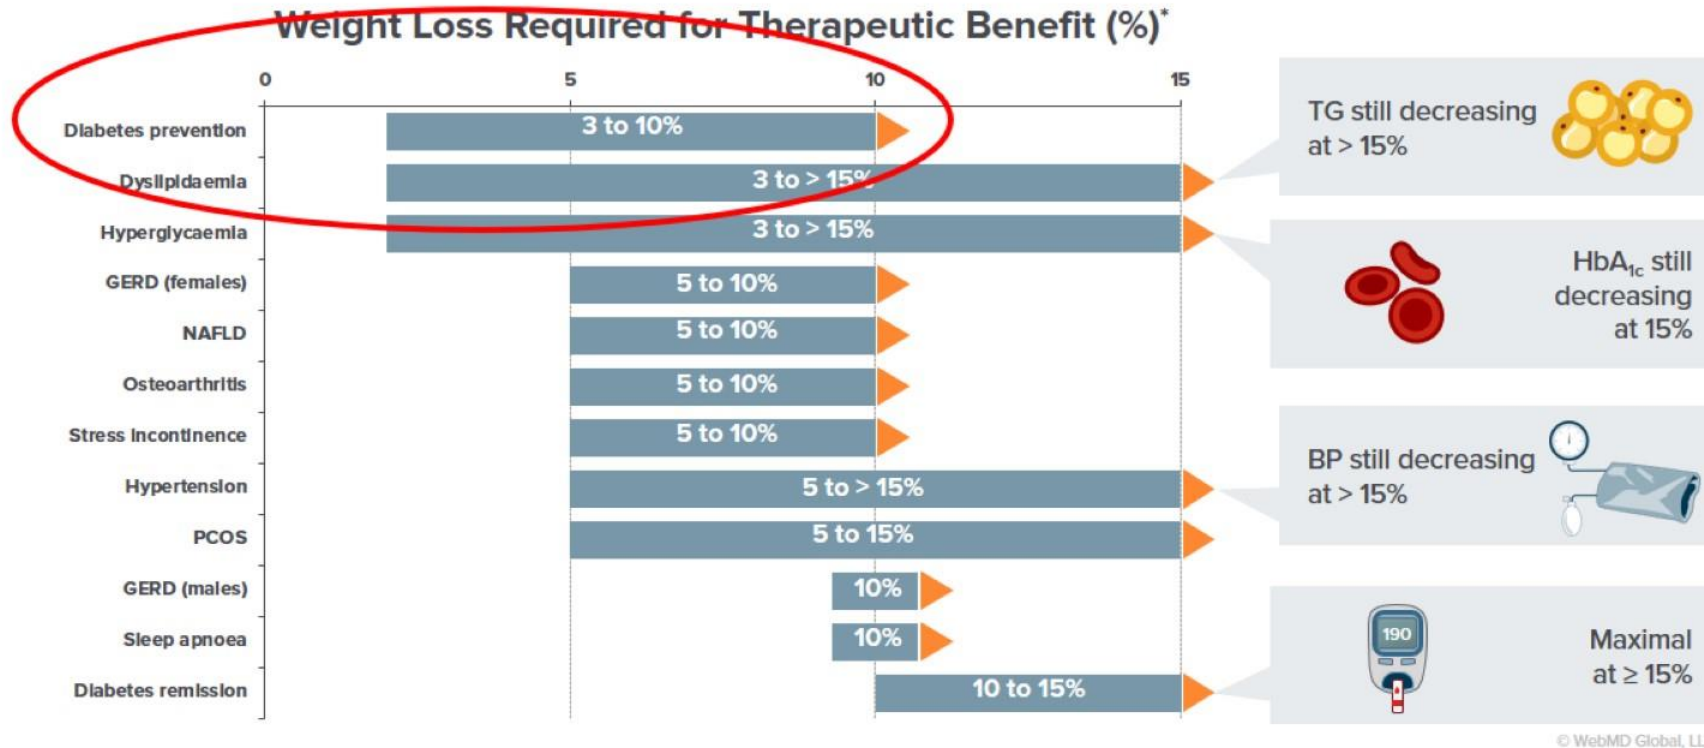 Weight Loss Required for Therapeutic Benefit (%)*
0 5 10 15
Diabetes prevention 3 to 10%
Dyslipidaemia 3 to > 15%
Hyperglycaemia 3 to > 15%
GERD (females) 5 to 10%
NAFLD 5 to 10%
Osteoarthritis 5 to 10%
Stress Incontinence 5 to 10%
Hypertension 5 to > 15%
PCOS 5 to 15%
GERD (males) 10%
Sleep apnoea 10%
Diabetes remission 10 to 15%
TG still decreasing
at > 15%
HbA1c still
decreasing
at 15%
BP still decreasing
at > 15%
190
Maximal
at ≥ 15%
© WebMD Global, LL